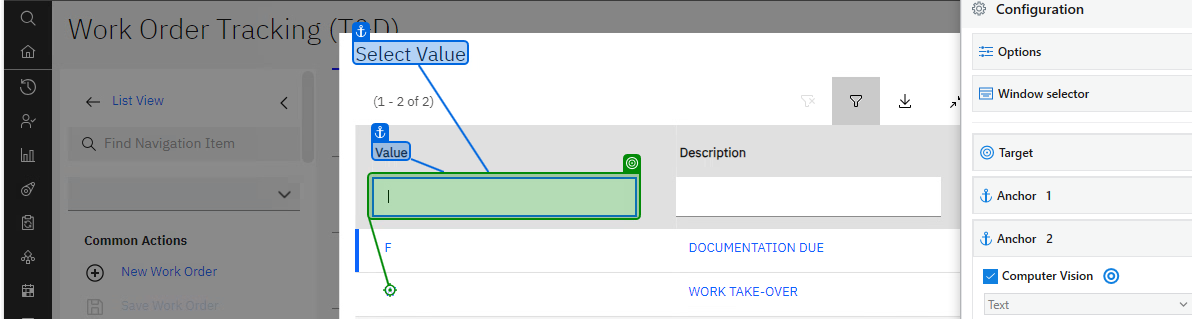 Work Order Tracking (T&D)
Configuration
Select Value
Options
List View
(1 - 2 of 2)
Window selector
Find Navigation Item
Value
Description
Target
Anchor 1
Common Actions
F
DOCUMENTATION DUE
Anchor 2
New Work Order
Computer Vision
WORK TAKE-OVER
Save Work Order
Text